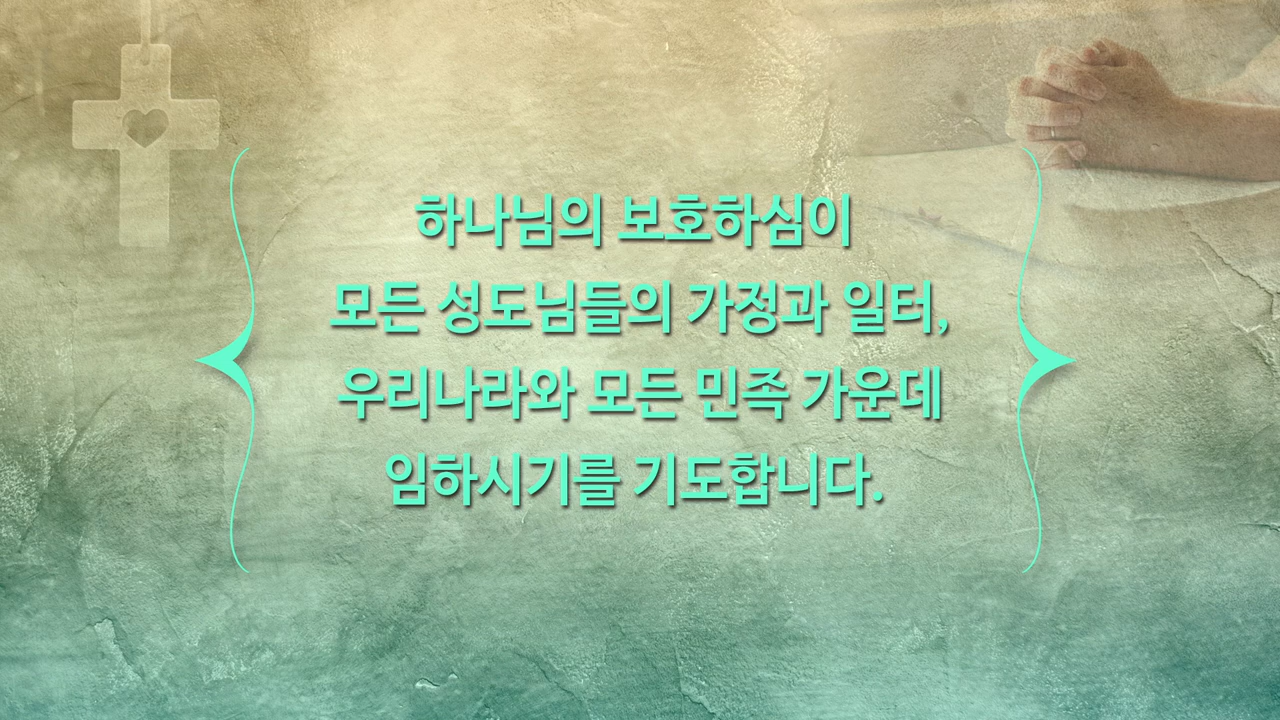 하나님의 보호하심이
모든 성도님들의 가정과 일터,
우리나라와 모든 민족 가운데
임하시기를 기도합니다.